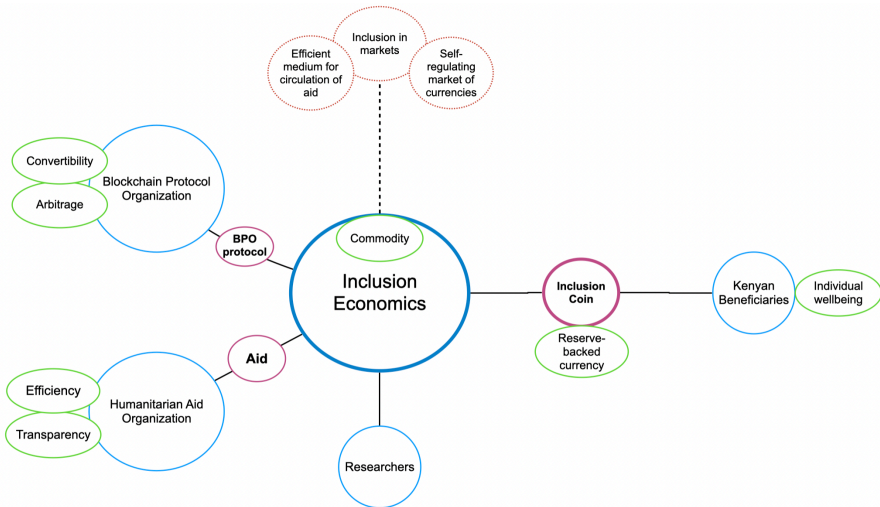 Inclusion in
markets
Efficient
medium for
circulation of
aid
Self-
regulating
market of
currencies
Convertibility
Arbitrage
Blockchain Protocol
Organization
BPO
protocol
Commodity
Inclusion
Economics
Inclusion
Coin
Reserve-
backed
currency
Kenyan
Beneficiaries
Individual
wellbeing
Aid
Efficiency
Transparency
Humanitarian Aid
Organization
Researchers